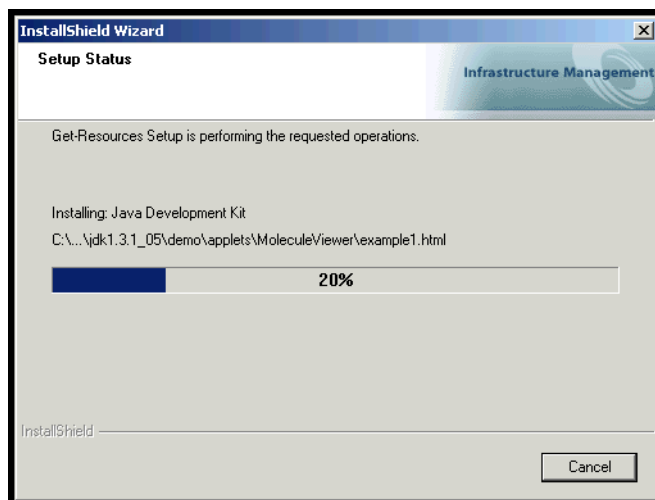 InstallShield Wizard
Setup Status
Infrastructure Management
Get-Resources Setup is performing the requested operations.
Installing: Java Development Kit
C:\...\jdk1.3.1_05\demo\applets\MoleculeViewer\example1.html
20%
InstallShield
Cancel